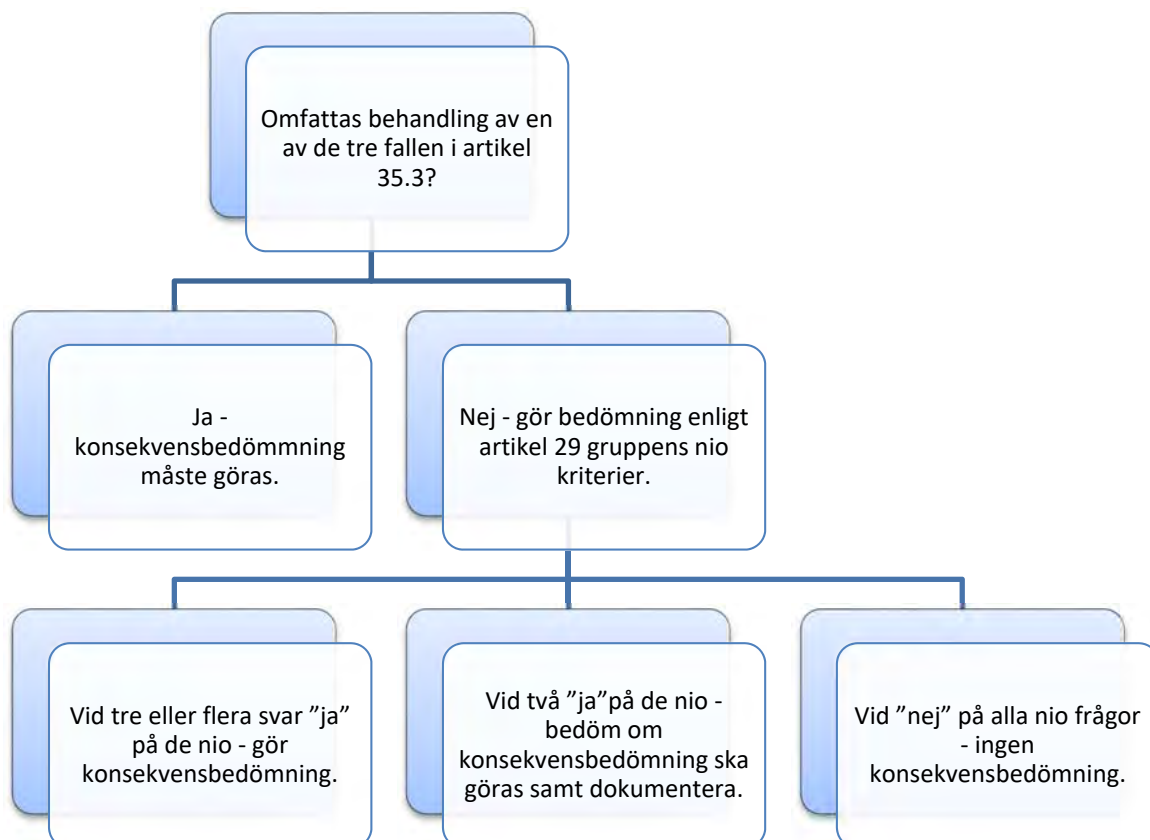 Omfattas behandling av en
av de tre fallen i artikel
35.3?
Ja -
konsekvensbedömmning
måste göras.
Nej - gör bedömning enligt
artikel 29 gruppens nio
kriterier.
Vid tre eller flera svar ”ja”
på de nio - gör
konsekvensbedömning.
Vid två ”ja”på de nio -
bedöm om
konsekvensbedömning ska
göras samt dokumentera.
Vid ”nej” på alla nio frågor
- ingen
konsekvensbedömning.